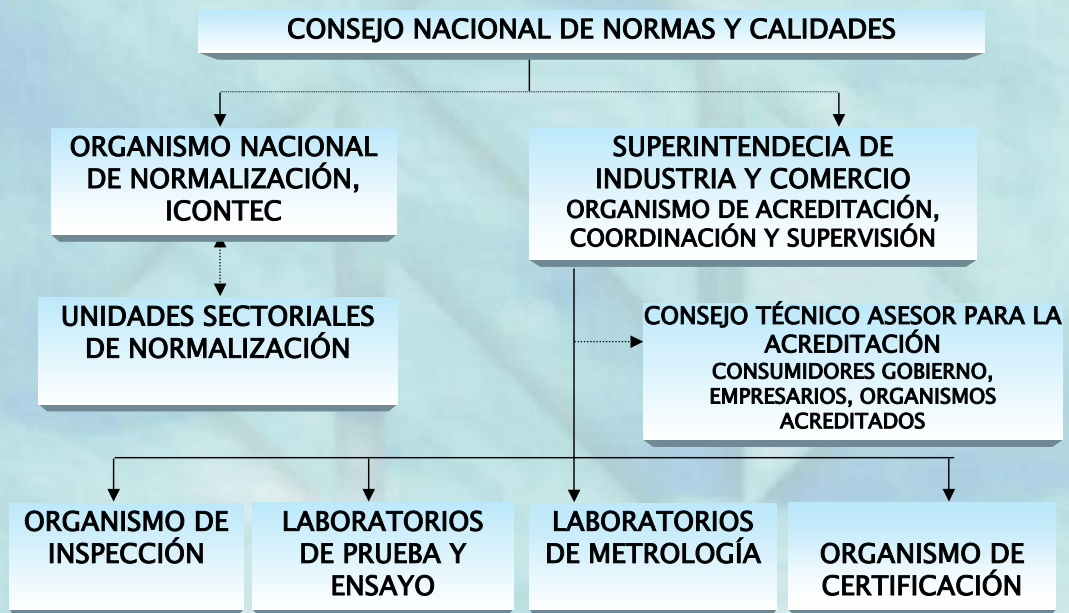 CONSEJO NACIONAL DE NORMAS Y CALIDADES
ORGANISMO NACIONAL
DE NORMALIZACIÓN,
ICONTEC
SUPERINTENDECIA DE
INDUSTRIA Y COMERCIO
ORGANISMO DE ACREDITACIÓN,
COORDINACIÓN Y SUPERVISIÓN
UNIDADES SECTORIALES
DE NORMALIZACIÓN
CONSEJO TÉCNICO ASESOR PARA LA
ACREDITACIÓN
CONSUMIDORES GOBIERNO,
EMPRESARIOS, ORGANISMOS
ACREDITADOS
ORGANISMO DE
INSPECCIÓN
LABORATORIOS
DE PRUEBA Y
ENSAYO
LABORATORIOS
DE METROLOGÍA
ORGANISMO DE
CERTIFICACIÓN